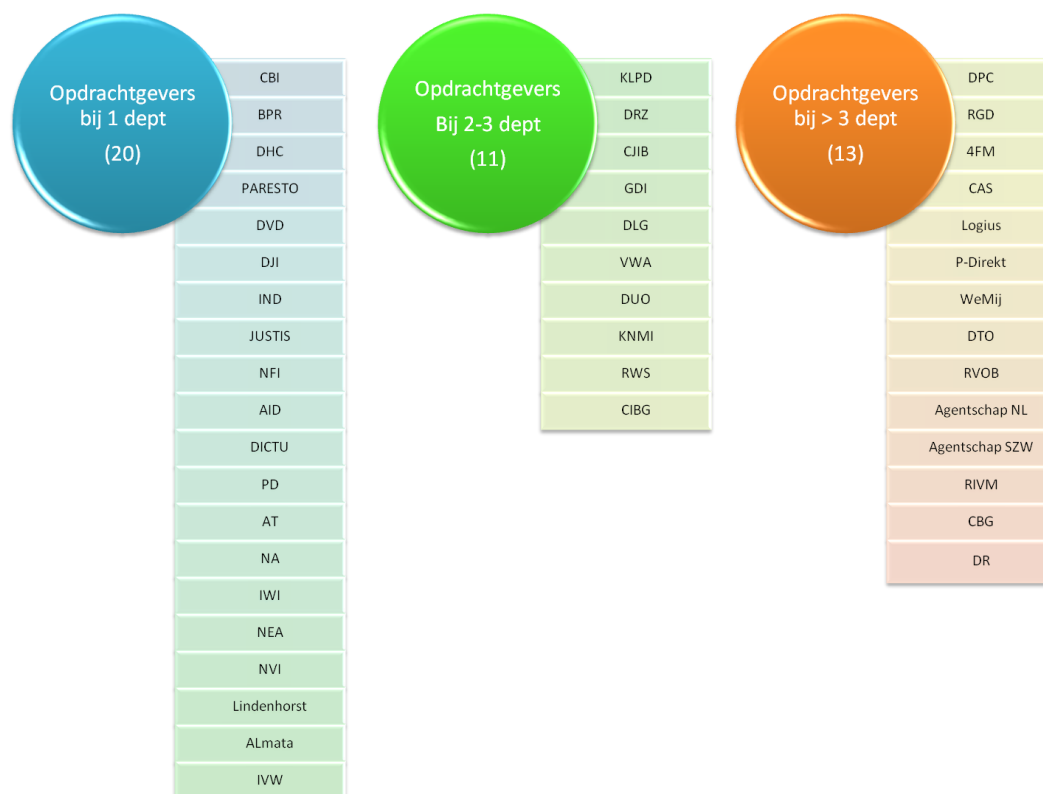 Opdrachtgevers
bij 1 dept
(20)
CBI
BPR
DHC
PARESTO
DVD
DJI
IND
JUSTIS
NFI
AID
DICTU
PD
AT
NA
IWI
NEA
NVI
Lindenhorst
ALmata
IVW
Opdrachtgevers
Bij 2-3 dept
(11)
KLPD
DRZ
CJIB
GDI
DLG
VWA
DUO
KNMI
RWS
CIBG
Opdrachtgevers
bij > 3 dept
(13)
DPC
RGD
4FM
CAS
Logius
P-Direkt
WeMij
DTO
RVOB
Agentschap NL
Agentschap SZW
RIVM
CBG
DR